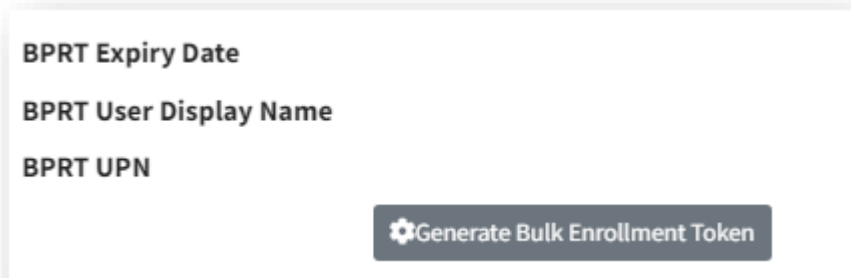 BPRT Expiry Date
BPRT User Display Name
BPRT UPN
Generate Bulk Enrollment Token